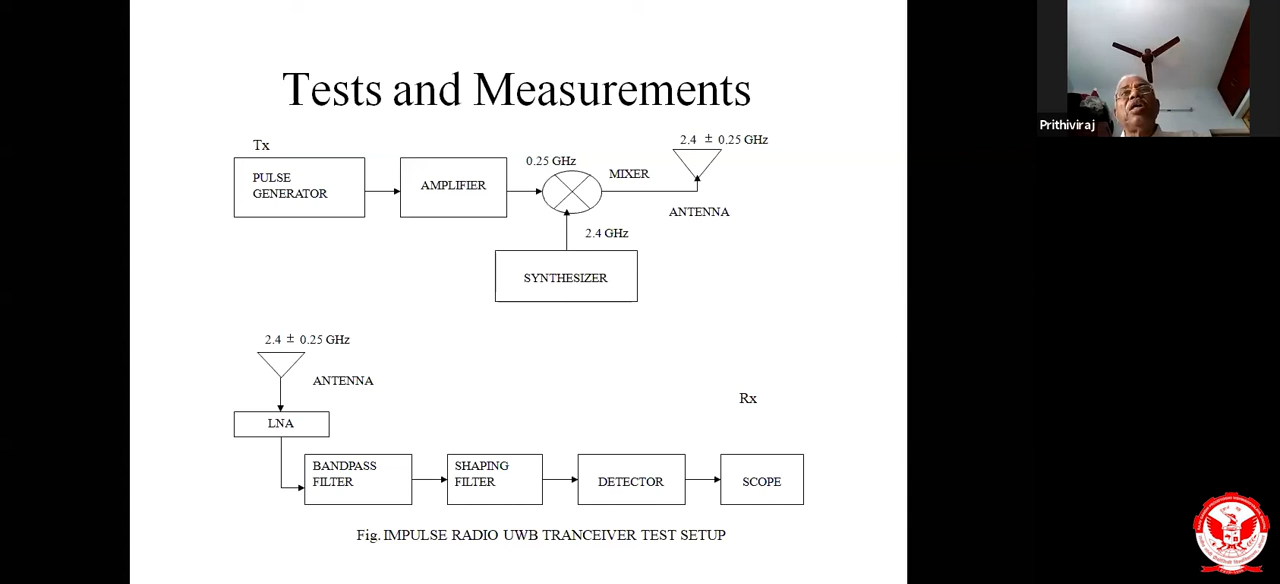 Tests and Measurements
Prithiviraj
Tx
2.4 ± 0.25 GHz
0.25 GHz
MIXER
PULSE
GENERATOR
AMPLIFIER
ANTENNA
2.4 GHz
SYNTHESIZER
2.4 ± 0.25 GHz
ANTENNA
Rx
LNA
BANDPASS
FILTER
SHAPING
FILTER
DETECTOR
SCOPE
Fig. IMPULSE RADIO UWB TRANCEIVER TEST SETUP